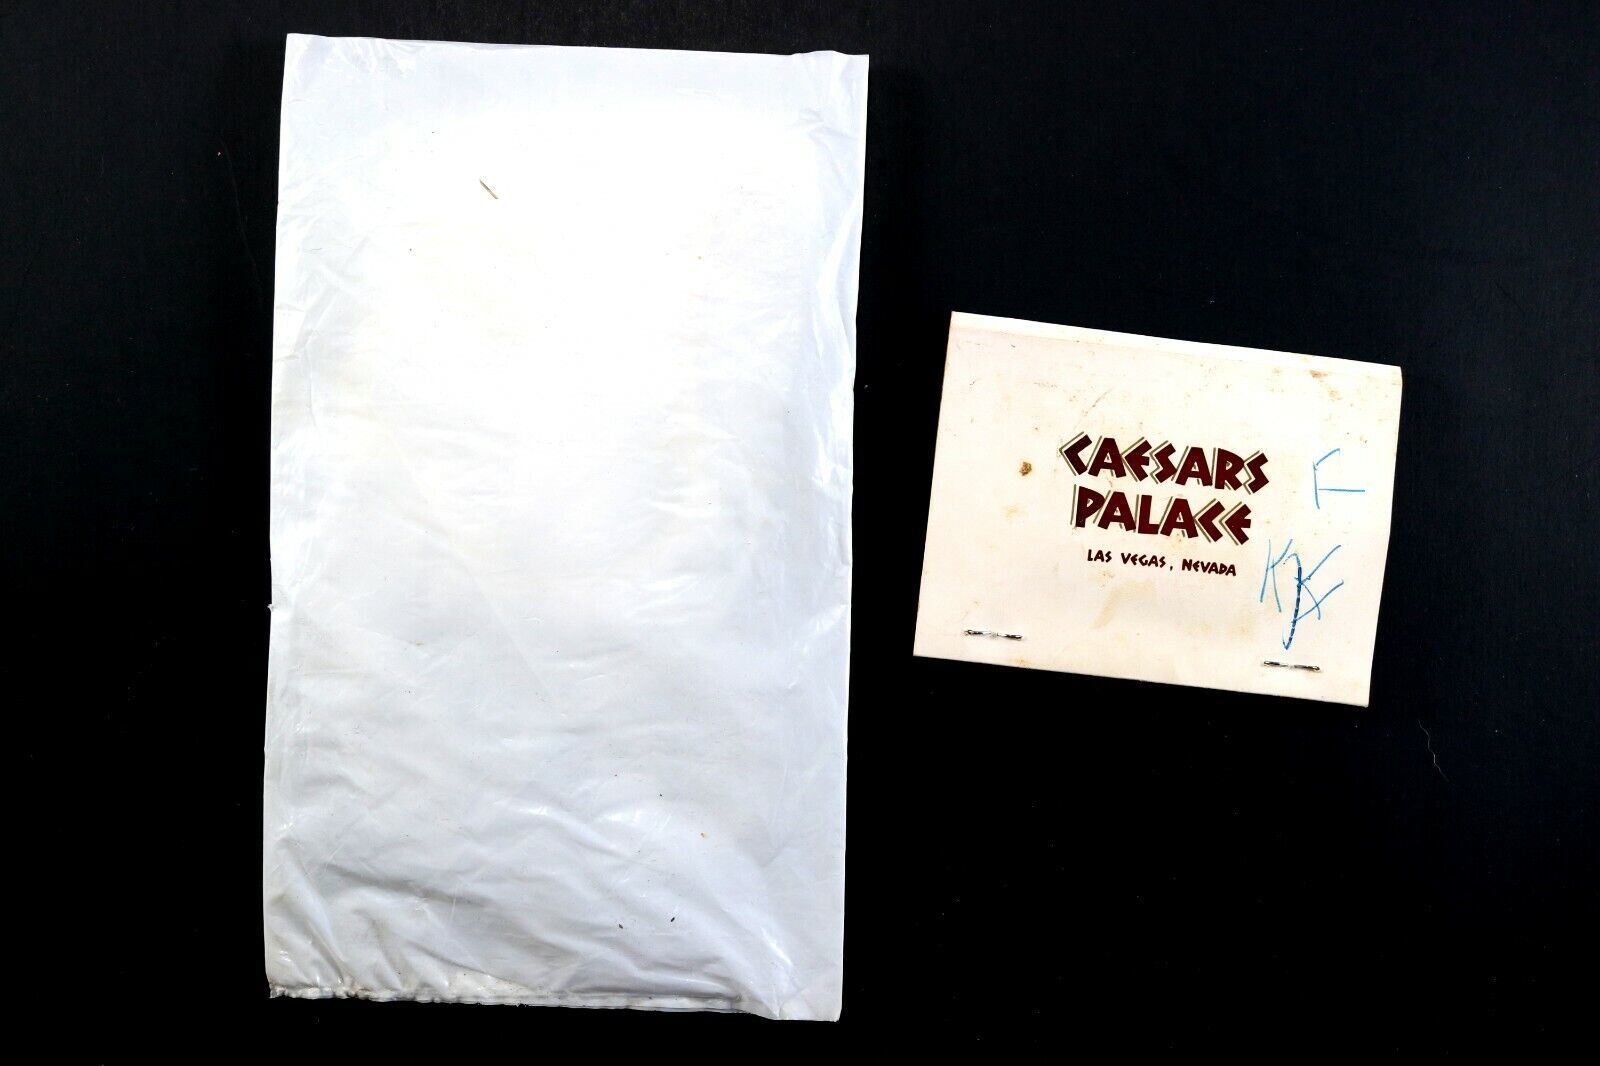 CAESARS
PALACE
LAS VEGAS, NEVADA
F